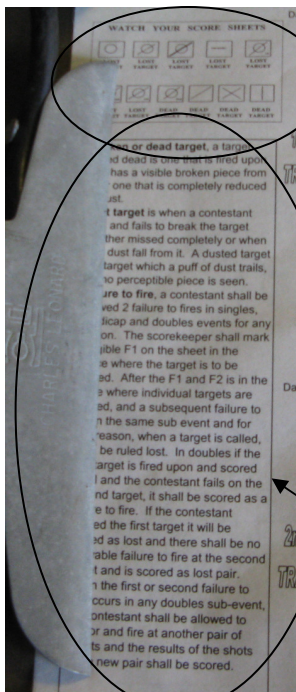 WATCH YOUR SCORE SHEETS
LOST LOST LOST LOST
TARGET TARGET TARGET TARGET
LOST DEAD DEAD DEAD DEAD
TARGET TARGET TARGET TARGET TARGET
or dead target, a target
ed dead is one that is fired upon
has a visible broken piece from
one that is completely reduced
ust.
t target is when a contestant
and fails to break the target
ther missed completely or when
dust fall from it. A dusted target
target which a puff of dust trails,
no perceptible piece is seen.
ure to fire, a contestant shall be
wed 2 failure to fires in singles,
dicap and doubles events for any
on. The scorekeeper shall mark
gible F1 on the sheet in the
ce where the target is to be
ed. After the F1 and F2 is in the
e where individual targets are
ed, and a subsequent failure to
n the same sub event and for
reason, when a target is called,
be ruled lost. In doubles if the
target is fired upon and scored
and the contestant fails on the
nd target, it shall be scored as a
e to fire. If the contestant
ed the first target it will be
ed as lost and there shall be no
able failure to fire at the second
t and is scored as lost pair.
n the first or second failure to
occurs in any doubles sub-event,
ontestant shall be allowed to
or and fire at another pair of
ts and the results of the shots
new pair shall be scored.